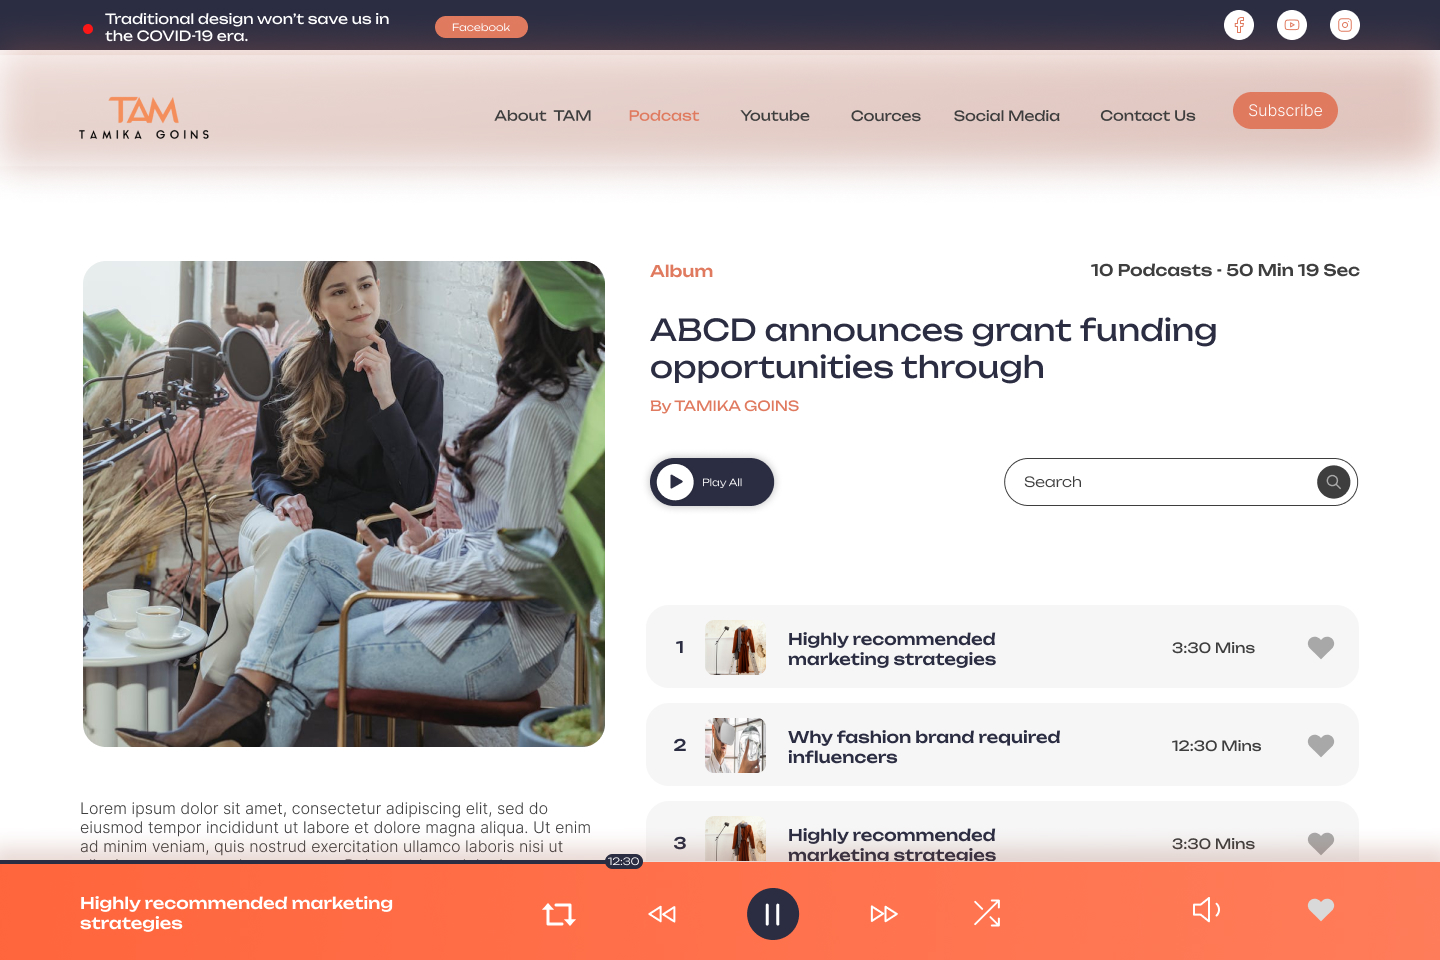 Traditional design won't save us in
the COVID-19 era.
Facebook
TAM
TAMIKA GOINS
About TAM
Podcast
Youtube
Cources
Social Media
Contact Us
Subscribe
Album
10 Podcasts - 50 Min 19 Sec
ABCD announces grant funding
opportunities through
By TAMIKA GOINS
Play All
Search
1
Highly recommended
marketing strategies
3:30 Mins
2
Why fashion brand required
influencers
12:30 Mins
3
Highly recommended
marketing strategies
3:30 Mins
Lorem ipsum dolor sit amet, consectetur adipiscing elit, sed do
eiusmod tempor incididunt ut labore et dolore magna aliqua. Ut enim
ad minim veniam, quis nostrud exercitation ullamco laboris nisi ut
12:30
Highly recommended marketing
strategies